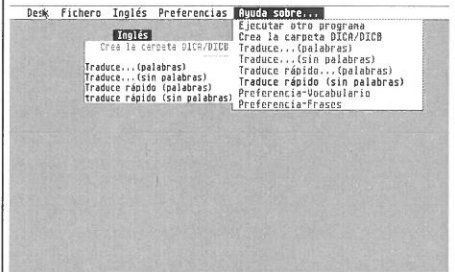 Desk Fichero Inglés Preferencias Ayuda sobre...
Inglés
Crea la carpeta DICA/DICB
Traduce...(palabras)
Traduce...(sin palabras)
Traduce rápido (palabras)
traduce rápido (sin palabras)
Ejecutar otro programa
Crea la carpeta DICA/DICB
Traduce...(palabras)
Traduce...(sin palabras)
Traduce rápido...(palabras)
Traduce rápido (sin palabras)
Preferencia-Vocabulario
Preferencia-Frases